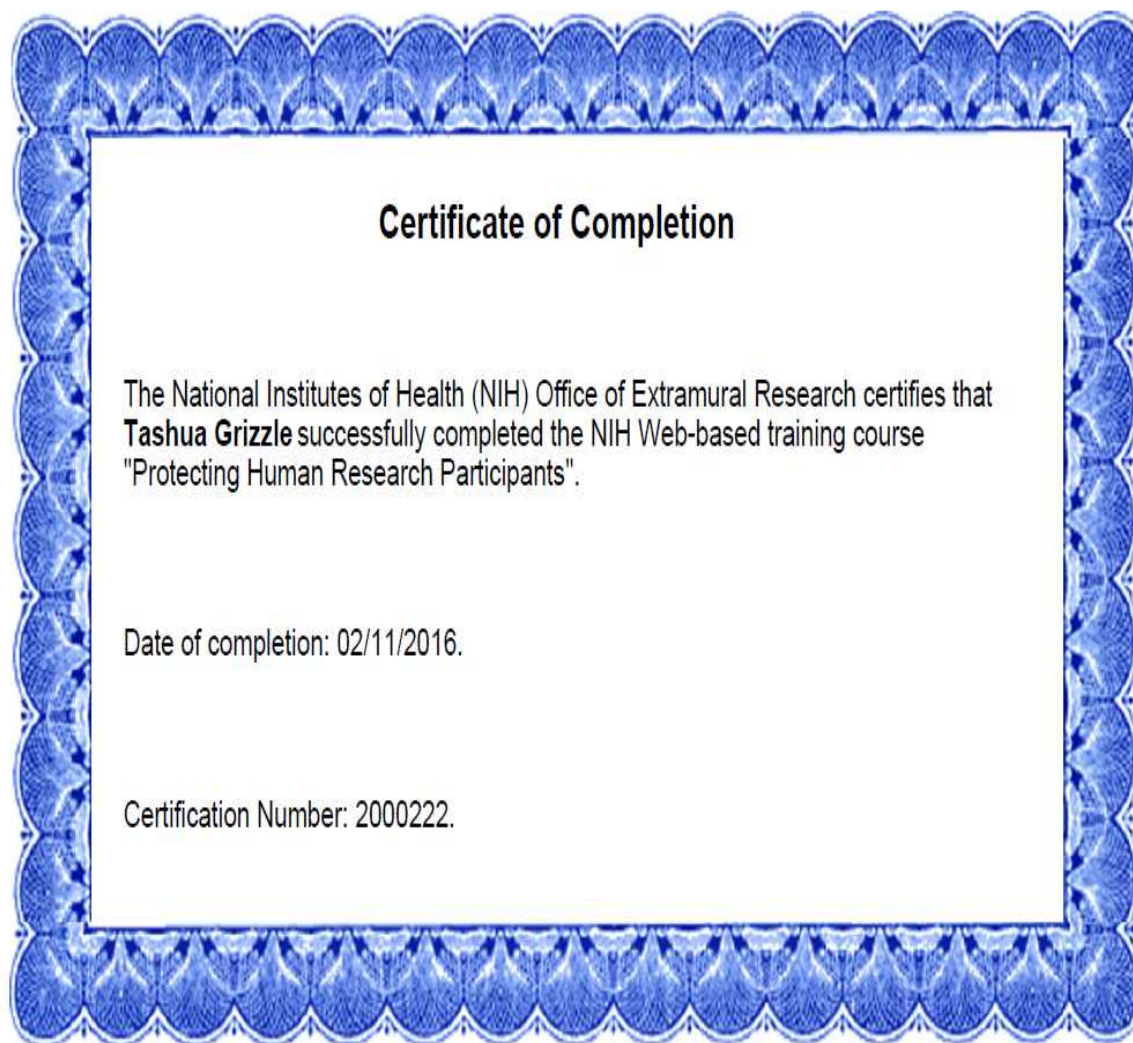 Certificate of Completion
The National Institutes of Health (NIH) Office of Extramural Research certifies that
Tashua Grizzle successfully completed the NIH Web-based training course
"Protecting Human Research Participants".
Date of completion: 02/11/2016.
Certification Number: 2000222.